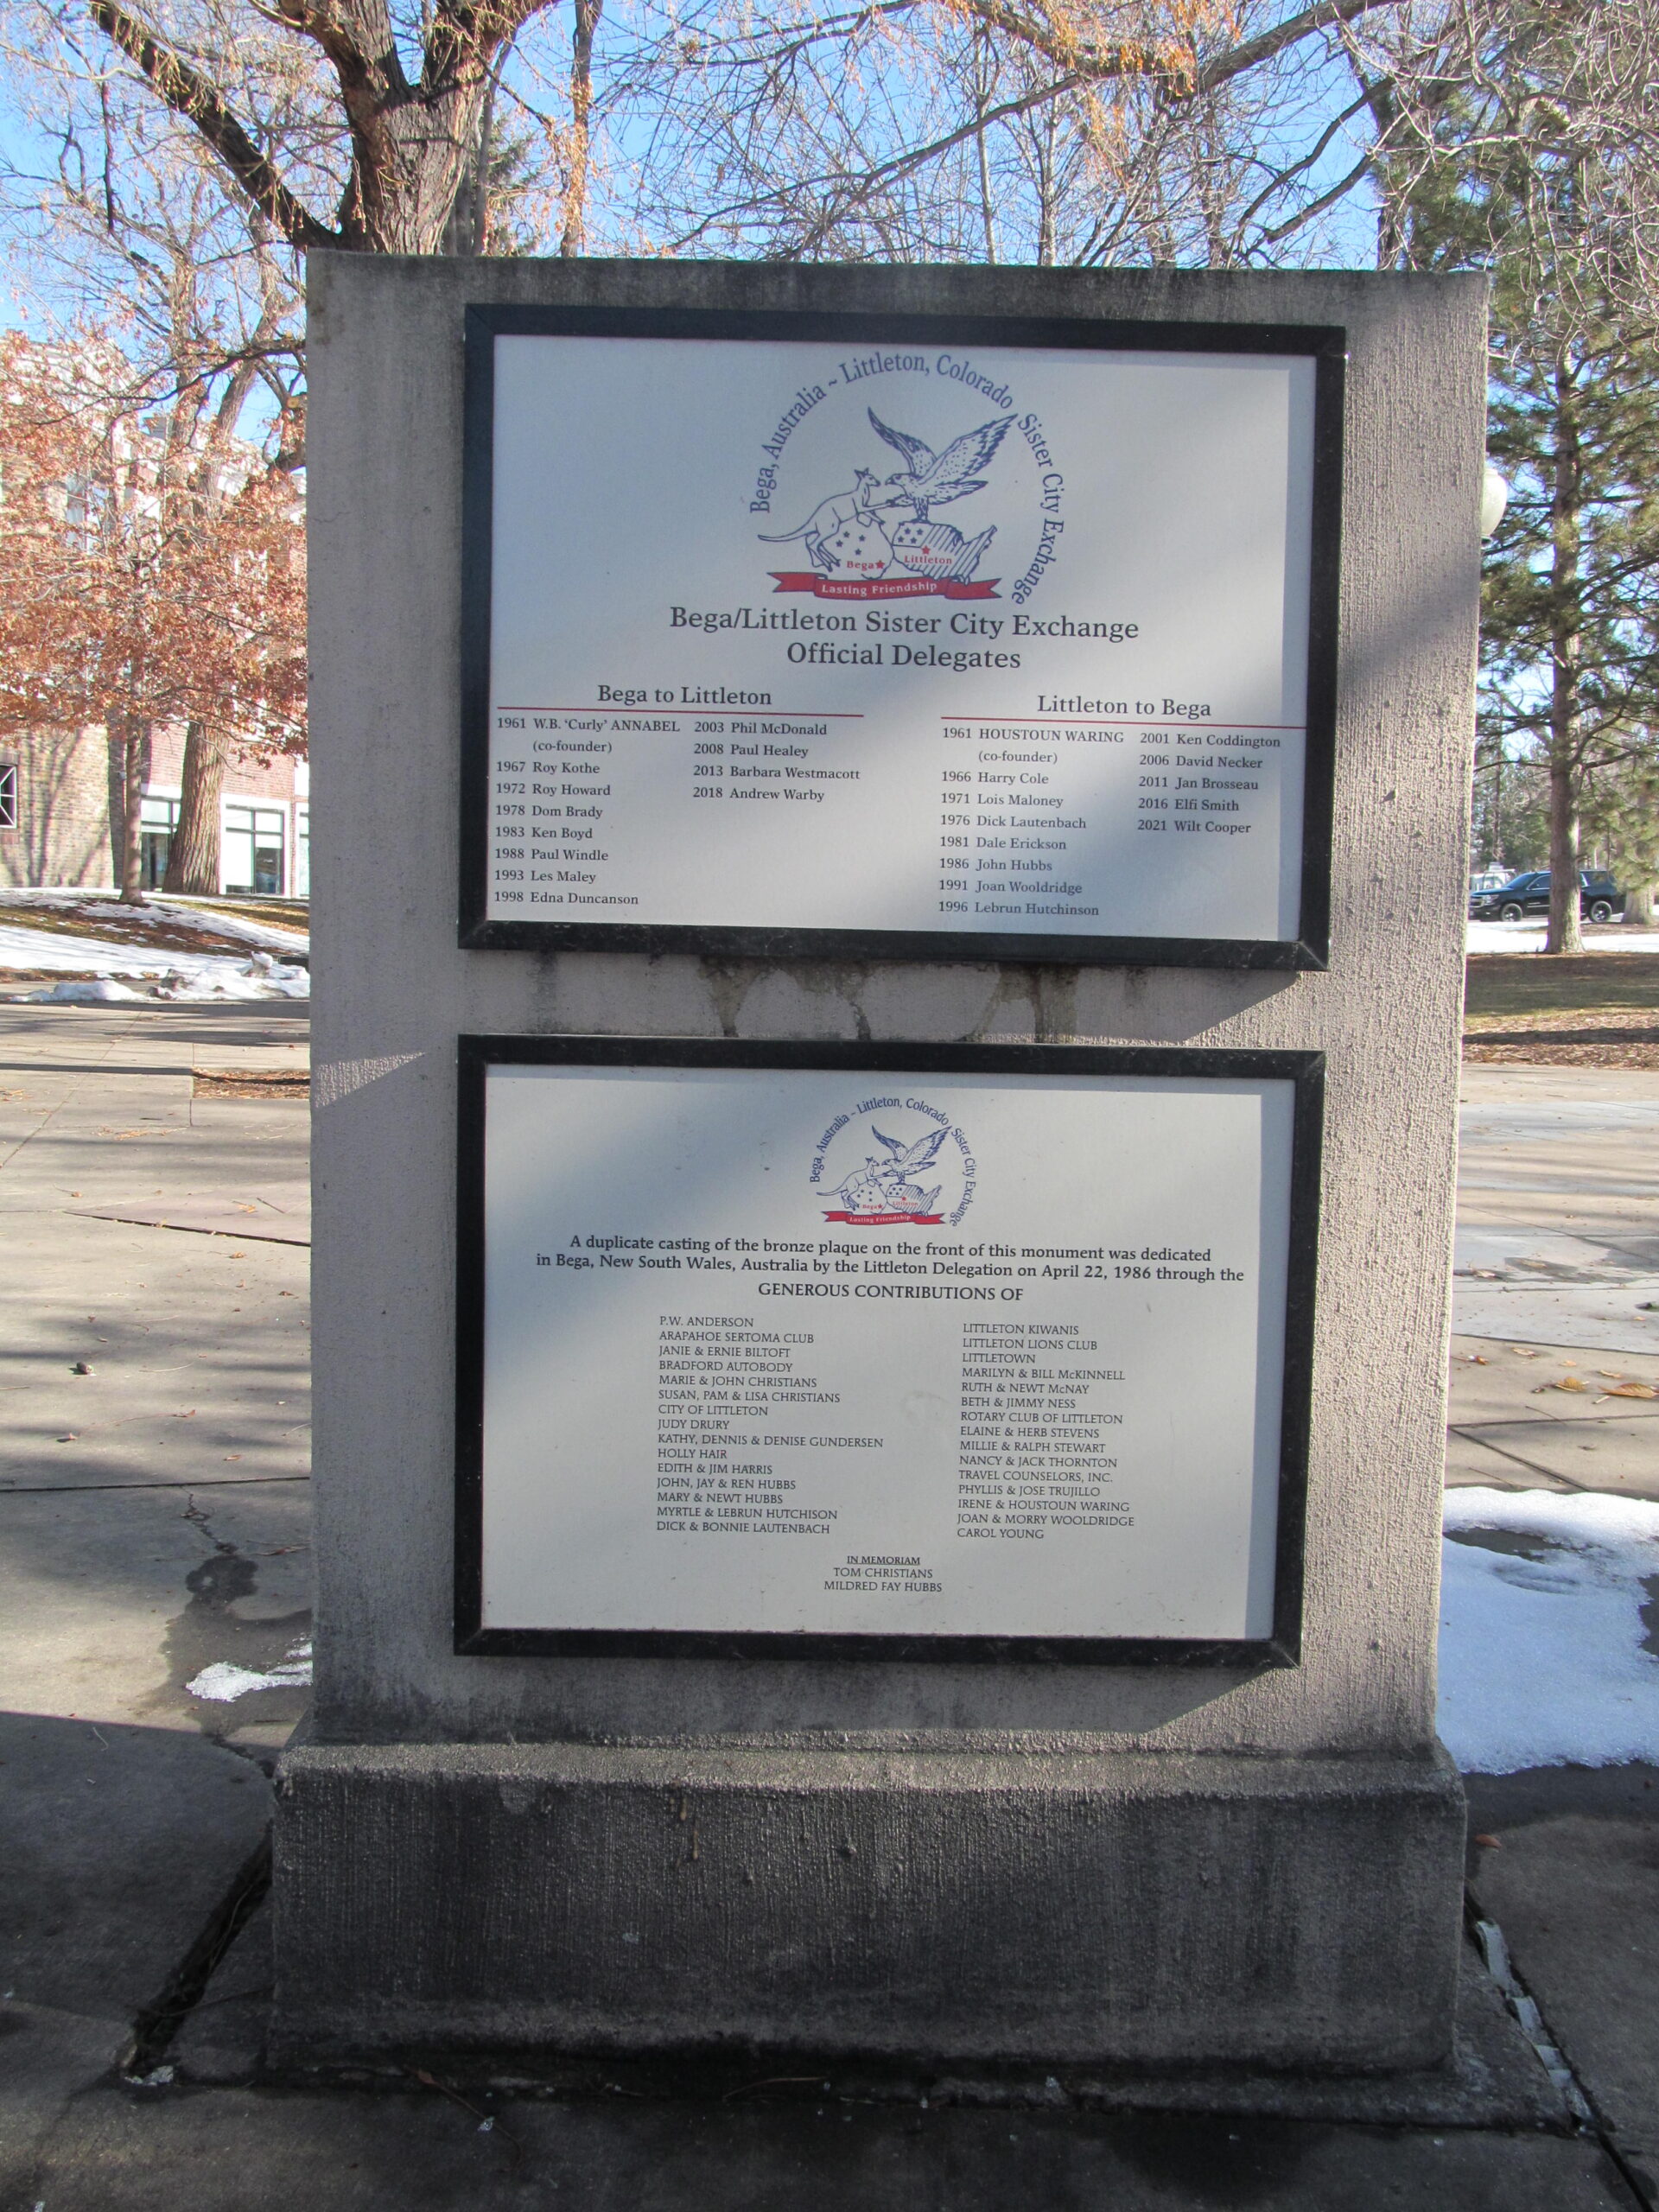 Bega, Australia ~ Littleton, Colorado Sister City Exchange
Bega Littleton
Lasting Friendship
Bega/Littleton Sister City Exchange
Official Delegates
Bega to Littleton
1961 W.B. 'Curly' ANNABEL
(co-founder)
1967 Roy Kothe
1972 Roy Howard
1978 Dom Brady
1983 Ken Boyd
1988 Paul Windle
1993 Les Maley
1998 Edna Duncanson
2003 Phil McDonald
2008 Paul Healey
2013 Barbara Westmacott
2018 Andrew Warby
Littleton to Bega
1961 HOUSTOUN WARING
(co-founder)
1966 Harry Cole
1971 Lois Maloney
1976 Dick Lautenbach
1981 Dale Erickson
1986 John Hubbs
1991 Joan Wooldridge
1996 Lebrun Hutchinson
2001 Ken Coddington
2006 David Necker
2011 Jan Brosseau
2016 Elfi Smith
2021 Wilt Cooper
Bega, Australia ~ Littleton, Colorado Sister City Exchange
Bega Littleton
Lasting Friendship
A duplicate casting of the bronze plaque on the front of this monument was dedicated
in Bega, New South Wales, Australia by the Littleton Delegation on April 22, 1986 through the
GENEROUS CONTRIBUTIONS OF
P.W. ANDERSON
ARAPAHOE SERTOMA CLUB
JANIE & ERNIE BILTOFT
BRADFORD AUTOBODY
MARIE & JOHN CHRISTIANS
SUSAN, PAM & LISA CHRISTIANS
CITY OF LITTLETON
JUDY DRURY
KATHY, DENNIS & DENISE GUNDERSEN
HOLLY HAIR
EDITH & JIM HARRIS
JOHN, JAY & REN HUBBS
MARY & NEWT HUBBS
MYRTLE & LEBRUN HUTCHISON
DICK & BONNIE LAUTENBACH
LITTLETON KIWANIS
LITTLETON LIONS CLUB
LITTLETOWN
MARILYN & BILL McKINNELL
RUTH & NEWT McNAY
BETH & JIMMY NESS
ROTARY CLUB OF LITTLETON
ELAINE & HERB STEVENS
MILLIE & RALPH STEWART
NANCY & JACK THORNTON
TRAVEL COUNSELORS, INC.
PHYLLIS & JOSE TRUJILLO
IRENE & HOUSTOUN WARING
JOAN & MORRY WOOLDRIDGE
CAROL YOUNG
IN MEMORIAM
TOM CHRISTIANS
MILDRED FAY HUBBS